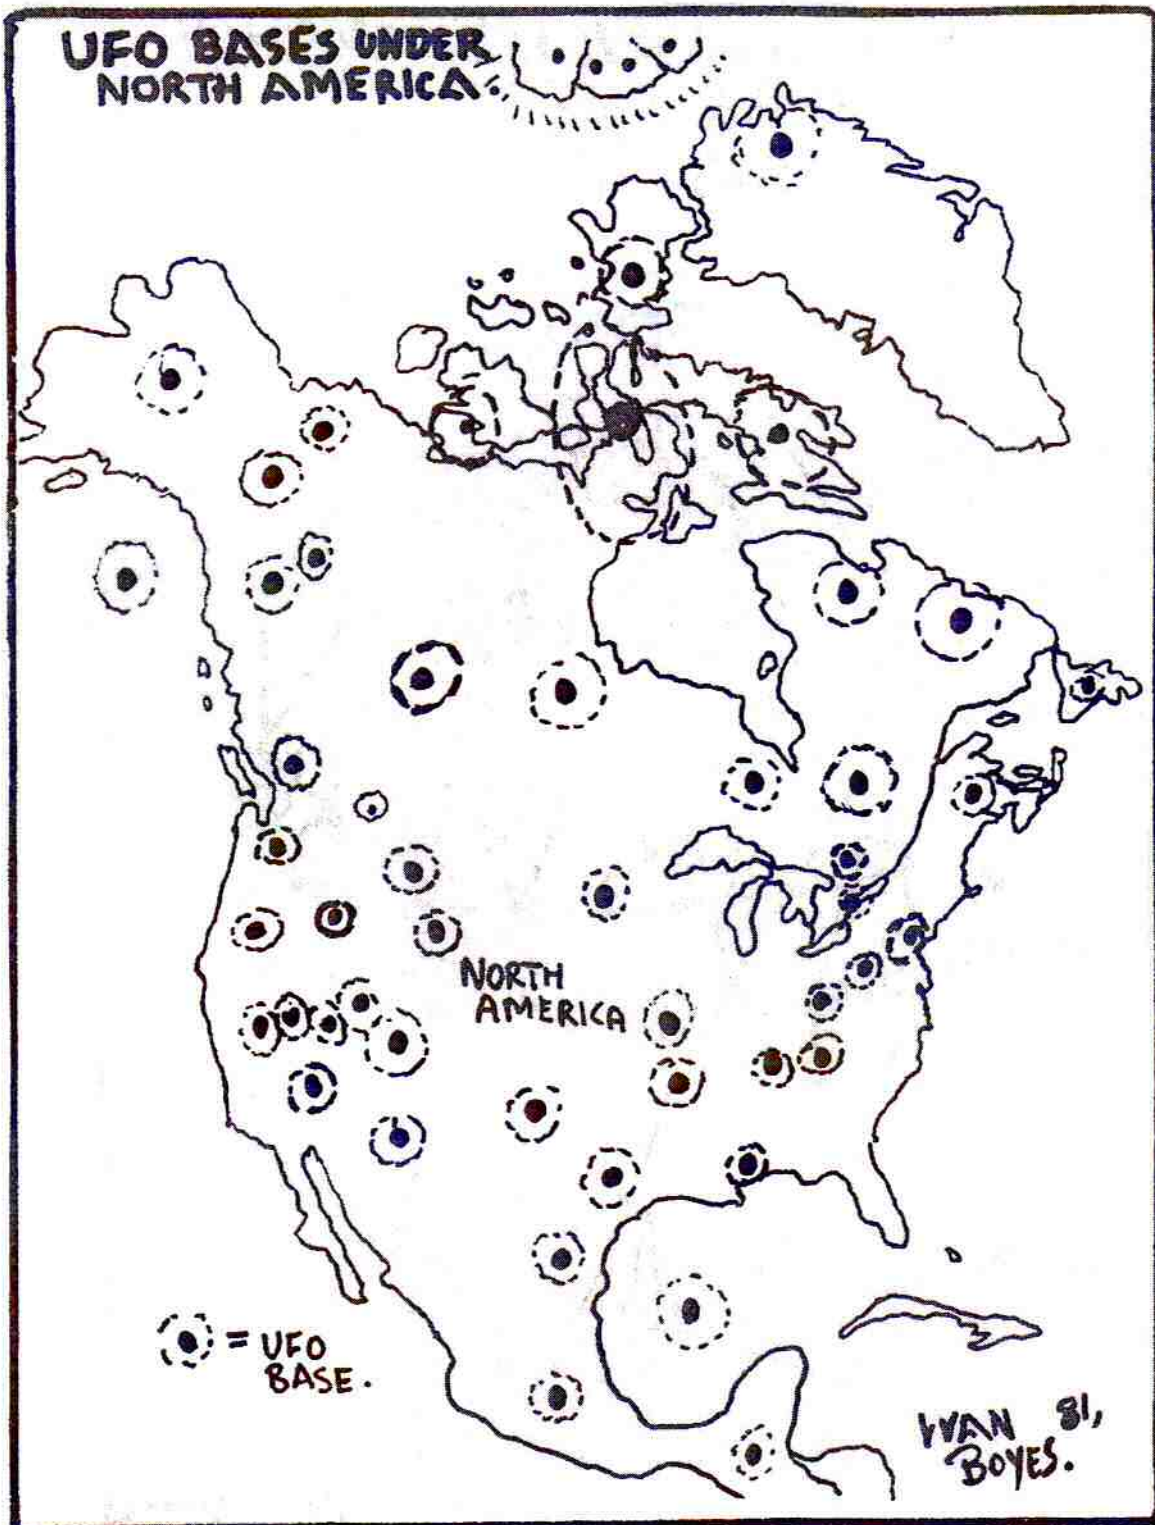 UFO BASES UNDER
NORTH AMERICA.
NORTH
AMERICA
= UFO
BASE.
IVAN 81,
BOYES.